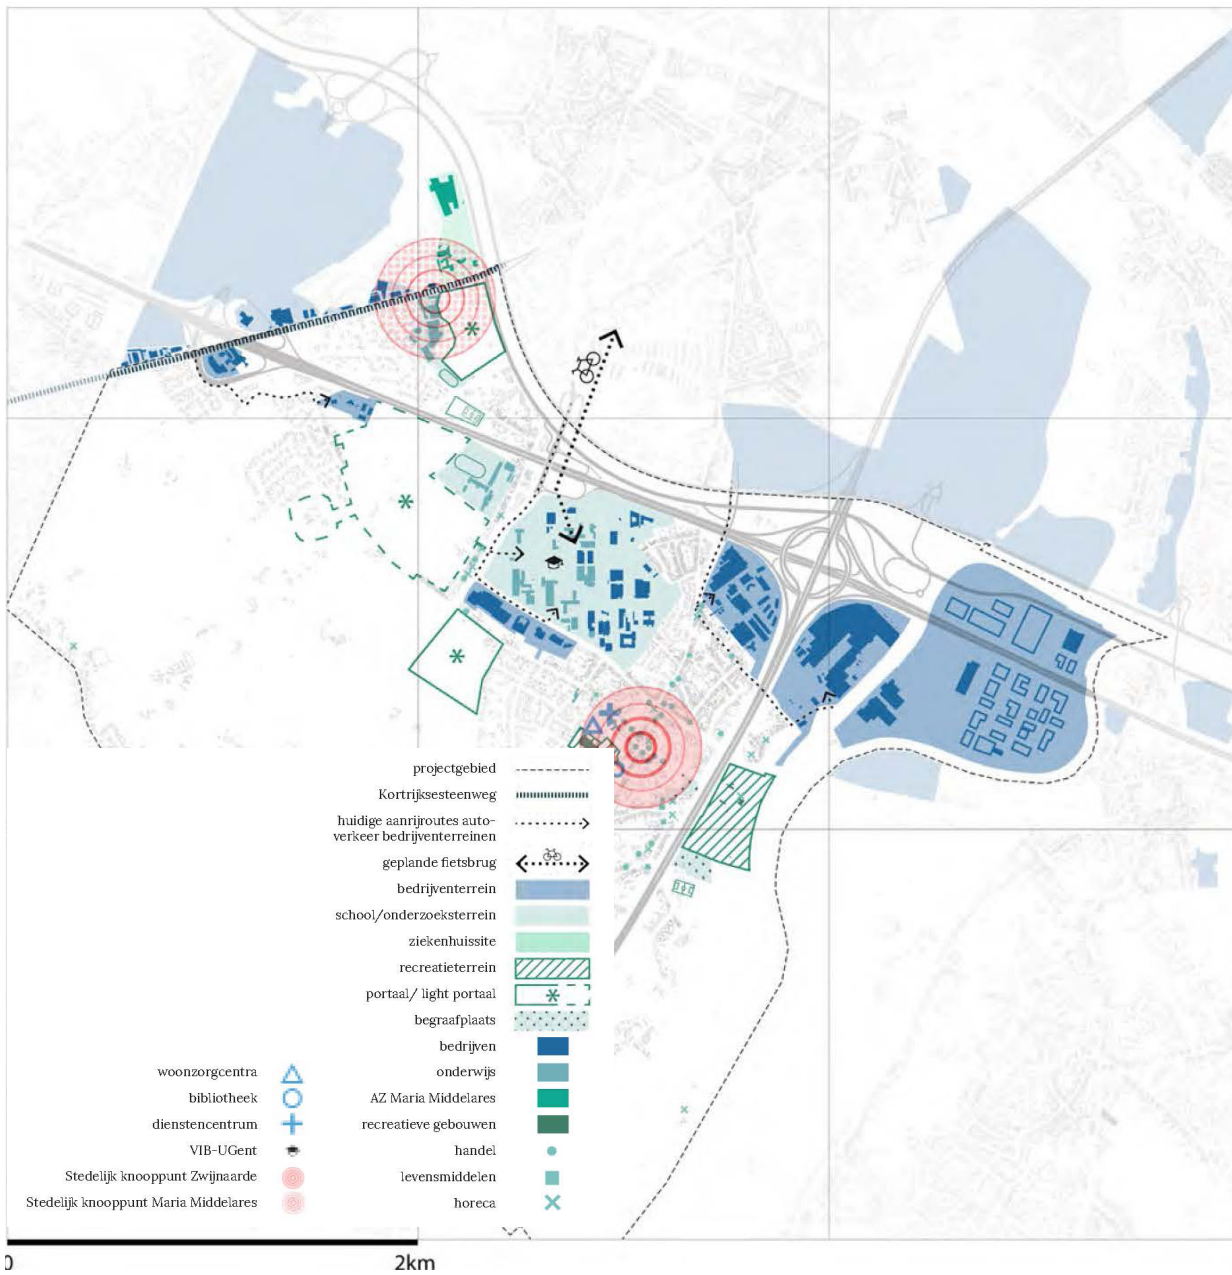 projectgebied
Kortrijksesteenweg
huidige aanrijroutes auto-
verkeer bedrijventerreinen
geplande fietsbrug
bedrijventerrein
school/onderzoeksterrein
ziekenhuissite
recreatieterrein
portaal/ light portaal
begraafplaats
bedrijven
onderwijs
AZ Maria Middelares
recreatieve gebouwen
handel
levensmiddelen
horeca
woonzorgcentra
bibliotheek
dienstencentrum
VIB-UGent
Stedelijk knooppunt Zwijnaarde
Stedelijk knooppunt Maria Middelares
0
2km